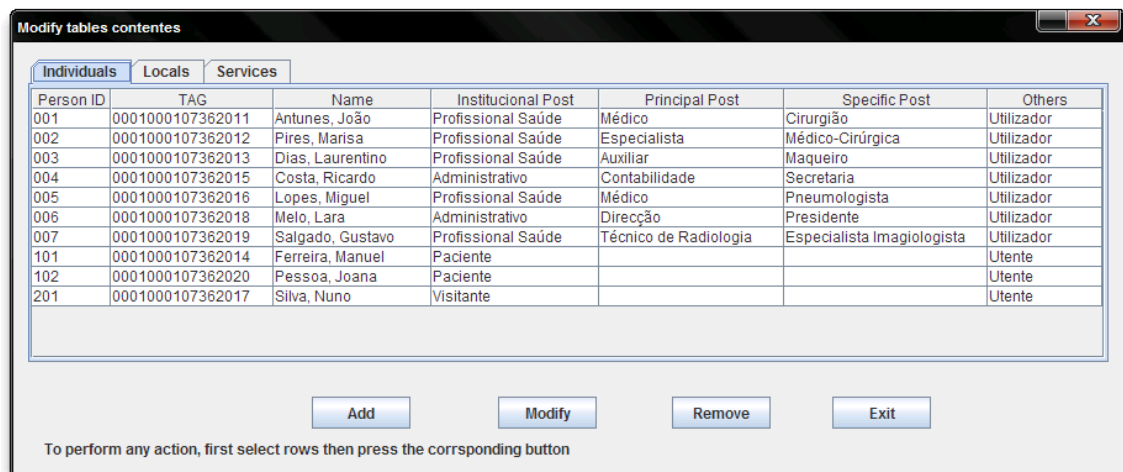 Modify tables contentes
Individuals Locals Services
Person ID TAG Name Institucional Post Principal Post Specific Post Others
001 0001000107362011 Antunes, João Profissional Saúde Médico Cirurgião Utilizador
002 0001000107362012 Pires, Marisa Profissional Saúde Especialista Médico-Cirúrgica Utilizador
003 0001000107362013 Dias, Laurentino Profissional Saúde Auxiliar Maqueiro Utilizador
004 0001000107362015 Costa, Ricardo Administrativo Contabilidade Secretaria Utilizador
005 0001000107362016 Lopes, Miguel Profissional Saúde Médico Pneumologista Utilizador
006 0001000107362018 Melo, Lara Administrativo Direcção Presidente Utilizador
007 0001000107362019 Salgado, Gustavo Profissional Saúde Técnico de Radiologia Especialista Imagiologista Utilizador
101 0001000107362014 Ferreira, Manuel Paciente Utente
102 0001000107362020 Pessoa, Joana Paciente Utente
201 0001000107362017 Silva, Nuno Visitante Utente
Add Modify Remove Exit
To perform any action, first select rows then press the corrsponding button